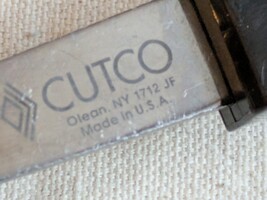 CUTCO
Olean, NY 1712 JF
Made in U.S.A.